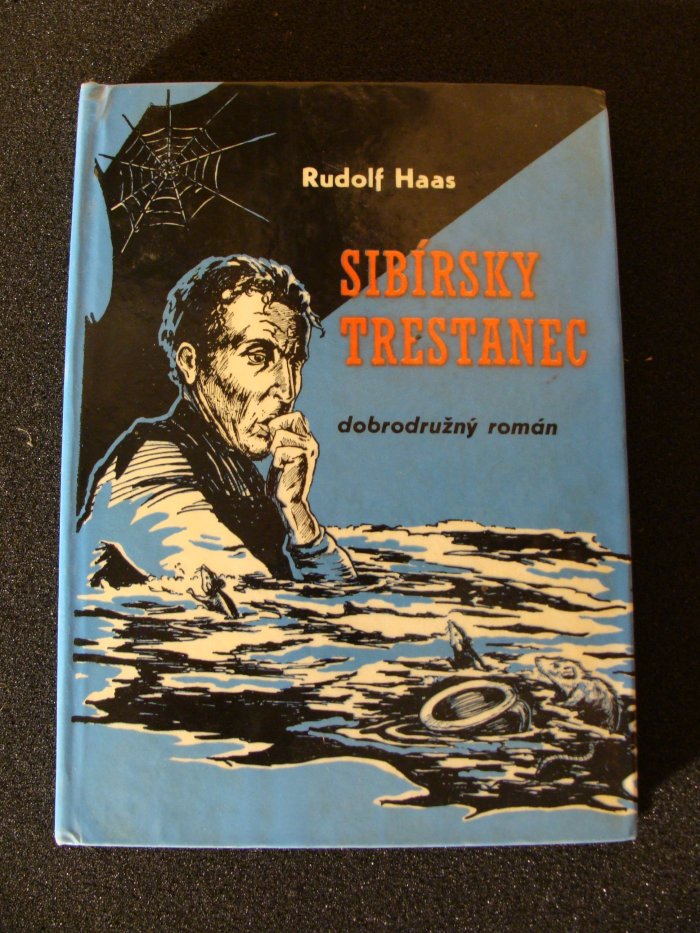 Rudolf Haas
SIBÍRSKY
TRESTANEC
dobrodružný román